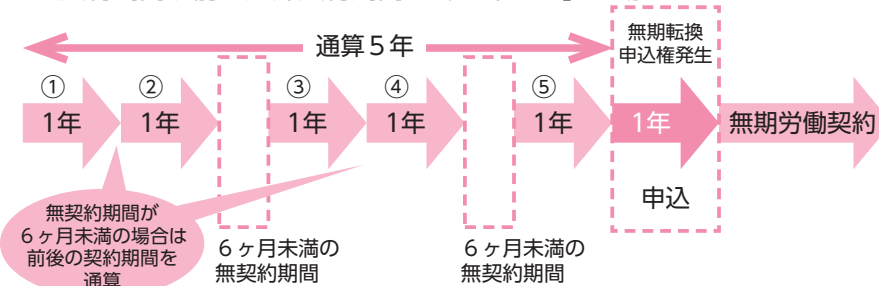 通算5年
無期転換
申込権発生
①
②
③
④
⑤
1年
1年
1年
1年
1年
1年
無期労働契約
申込
無契約期間が
6ヶ月未満の場合は
前後の契約期間を
通算
6ヶ月未満の
無契約期間
6ヶ月未満の
無契約期間